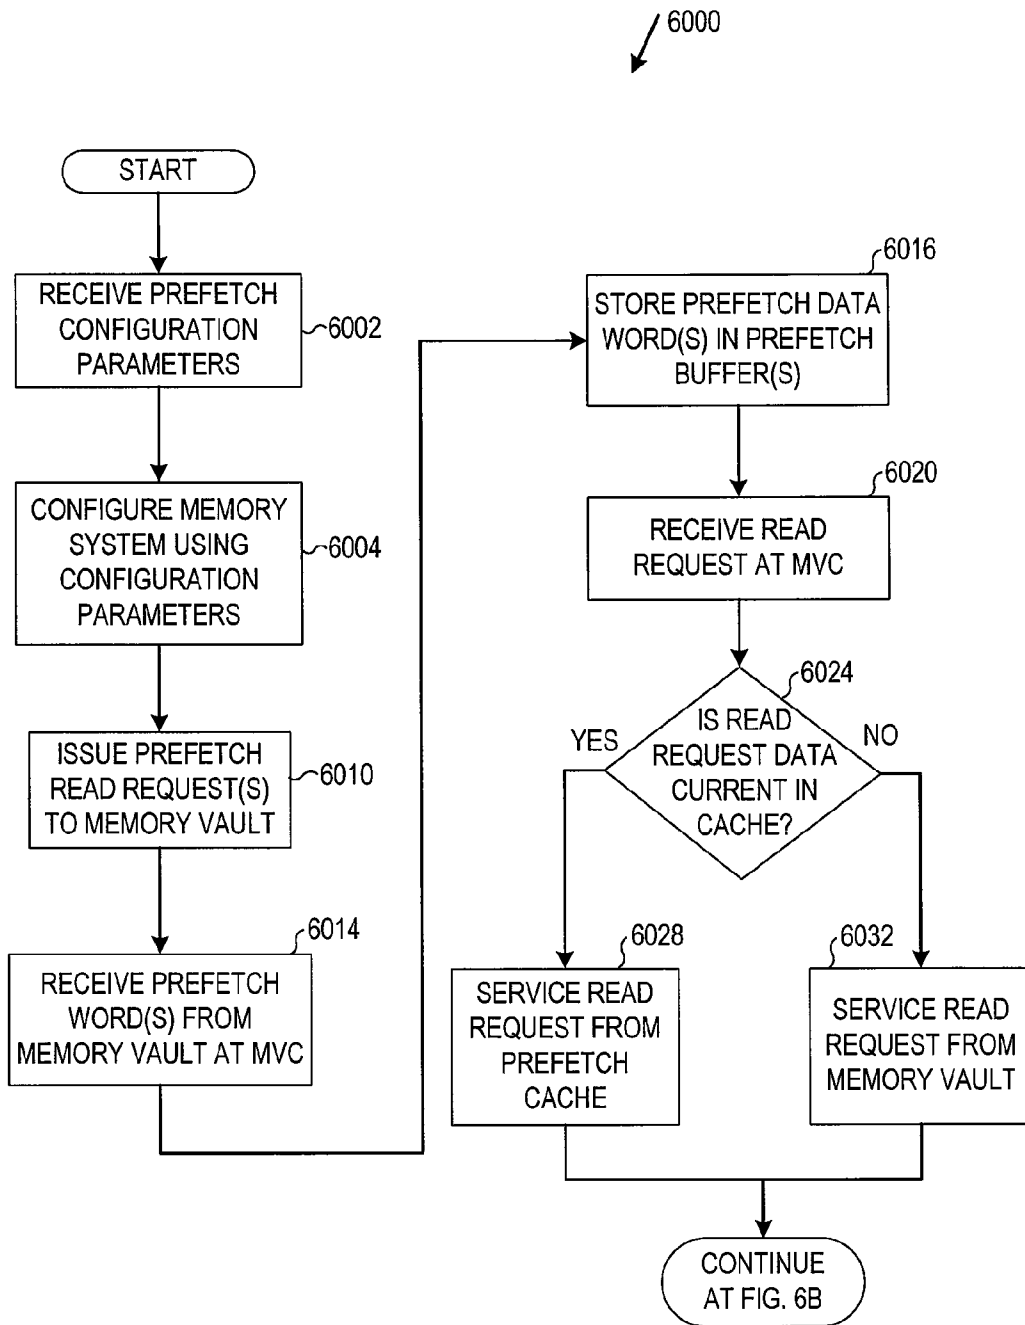 6000
START
RECEIVE PREFETCH
CONFIGURATION
PARAMETERS
6002
CONFIGURE MEMORY
SYSTEM USING
CONFIGURATION
PARAMETERS
6004
ISSUE PREFETCH
READ REQUEST(S)
TO MEMORY VAULT
6010
6014
RECEIVE PREFETCH
WORD(S) FROM
MEMORY VAULT AT MVC
6016
STORE PREFETCH DATA
WORD(S) IN PREFETCH
BUFFER(S)
6020
RECEIVE READ
REQUEST AT MVC
6024
IS READ
REQUEST DATA
CURRENT IN
CACHE?
YES
NO
6028
SERVICE READ
REQUEST FROM
PREFETCH
CACHE
6032
SERVICE READ
REQUEST FROM
MEMORY VAULT
CONTINUE
AT FIG. 6B